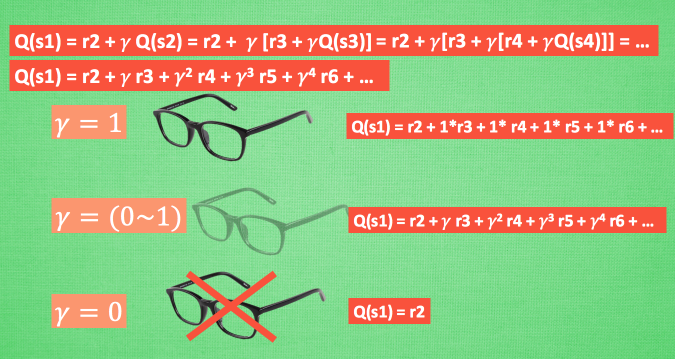 Q(s1) = r2 + γ Q(s2) = r2 + γ [r3 + γQ(s3)] = r2 + γ[r3 + γ[r4 + γQ(s4)]] = ...
Q(s1) = r2 + γ r3 + γ² r4 + γ³ r5 + γ⁴ r6 + ...
γ = 1
Q(s1) = r2 + 1*r3 + 1* r4 + 1* r5 + 1* r6 + ...
γ = (0~1)
Q(s1) = r2 + γ r3 + γ² r4 + γ³ r5 + γ⁴ r6 + ...
γ = 0
Q(s1) = r2